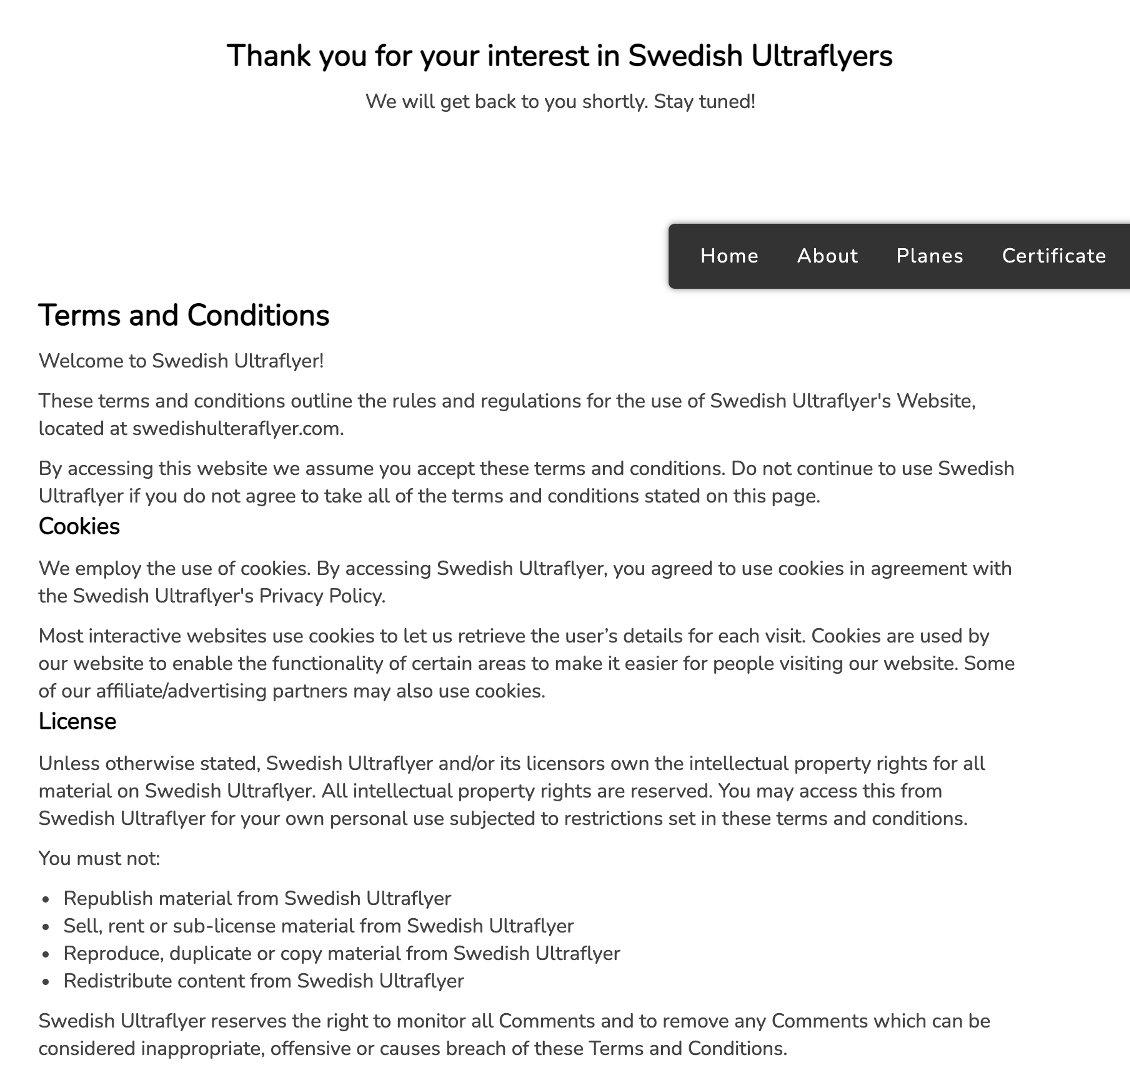 Thank you for your interest in Swedish Ultraflyers
We will get back to you shortly. Stay tuned!
Home About Planes Certificate
Terms and Conditions
Welcome to Swedish Ultraflyer!
These terms and conditions outline the rules and regulations for the use of Swedish Ultraflyer's Website,
located at swedishulteraflyer.com.
By accessing this website we assume you accept these terms and conditions. Do not continue to use Swedish
Ultraflyer if you do not agree to take all of the terms and conditions stated on this page.
Cookies
We employ the use of cookies. By accessing Swedish Ultraflyer, you agreed to use cookies in agreement with
the Swedish Ultraflyer's Privacy Policy.
Most interactive websites use cookies to let us retrieve the user’s details for each visit. Cookies are used by
our website to enable the functionality of certain areas to make it easier for people visiting our website. Some
of our affiliate/advertising partners may also use cookies.
License
Unless otherwise stated, Swedish Ultraflyer and/or its licensors own the intellectual property rights for all
material on Swedish Ultraflyer. All intellectual property rights are reserved. You may access this from
Swedish Ultraflyer for your own personal use subjected to restrictions set in these terms and conditions.
You must not:
• Republish material from Swedish Ultraflyer
• Sell, rent or sub-license material from Swedish Ultraflyer
• Reproduce, duplicate or copy material from Swedish Ultraflyer
• Redistribute content from Swedish Ultraflyer
Swedish Ultraflyer reserves the right to monitor all Comments and to remove any Comments which can be
considered inappropriate, offensive or causes breach of these Terms and Conditions.